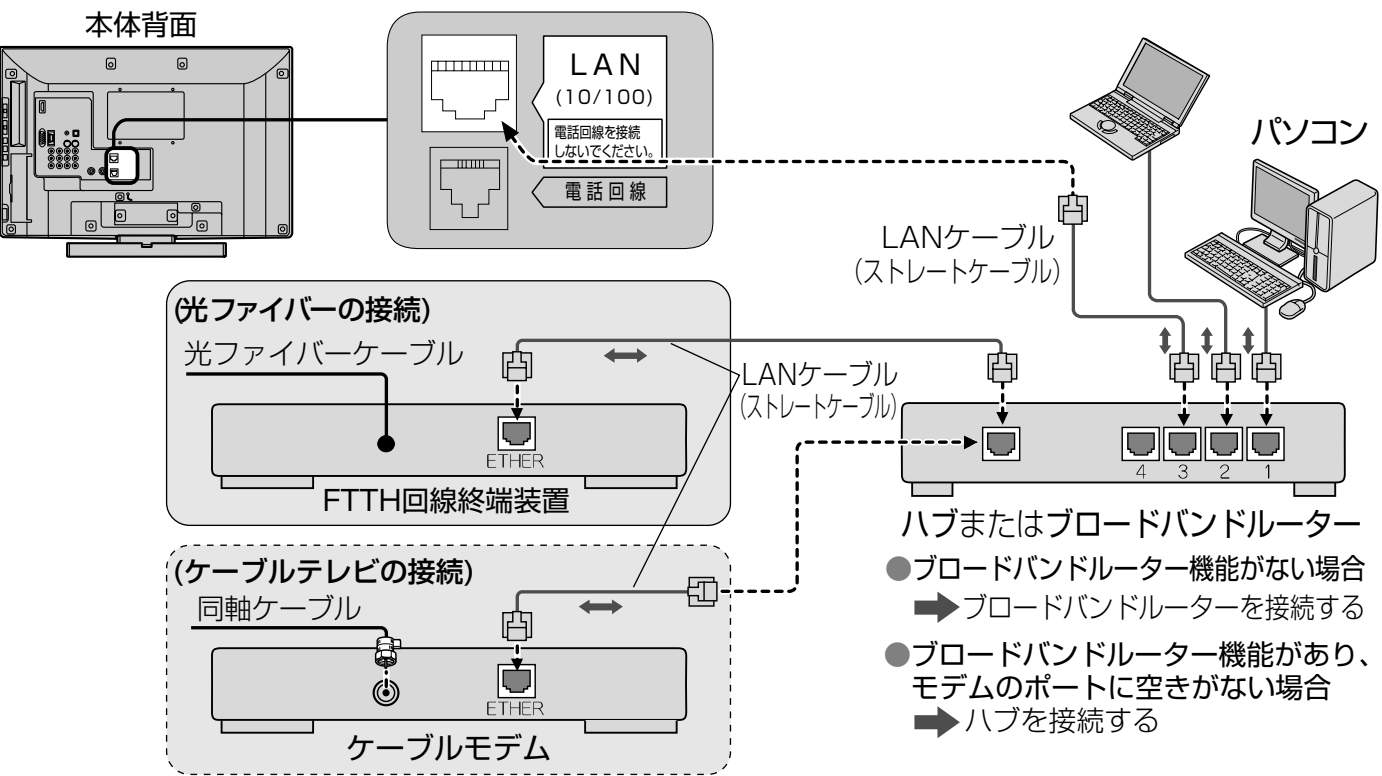 本体背面
LAN
(10/100)
電話回線を接続
しないでください。
電話回線
パソコン
LANケーブル
(ストレートケーブル)
(光ファイバーの接続)
光ファイバーケーブル
ETHER
FTTH回線終端装置
LANケーブル
(ストレートケーブル)
4 3 2 1
ハブまたはブロードバンドルーター
●ブロードバンドルーター機能がない場合
➡ブロードバンドルーターを接続する
●ブロードバンドルーター機能があり、
モデムのポートに空きがない場合
➡ハブを接続する
(ケーブルテレビの接続)
同軸ケーブル
ETHER
ケーブルモデム